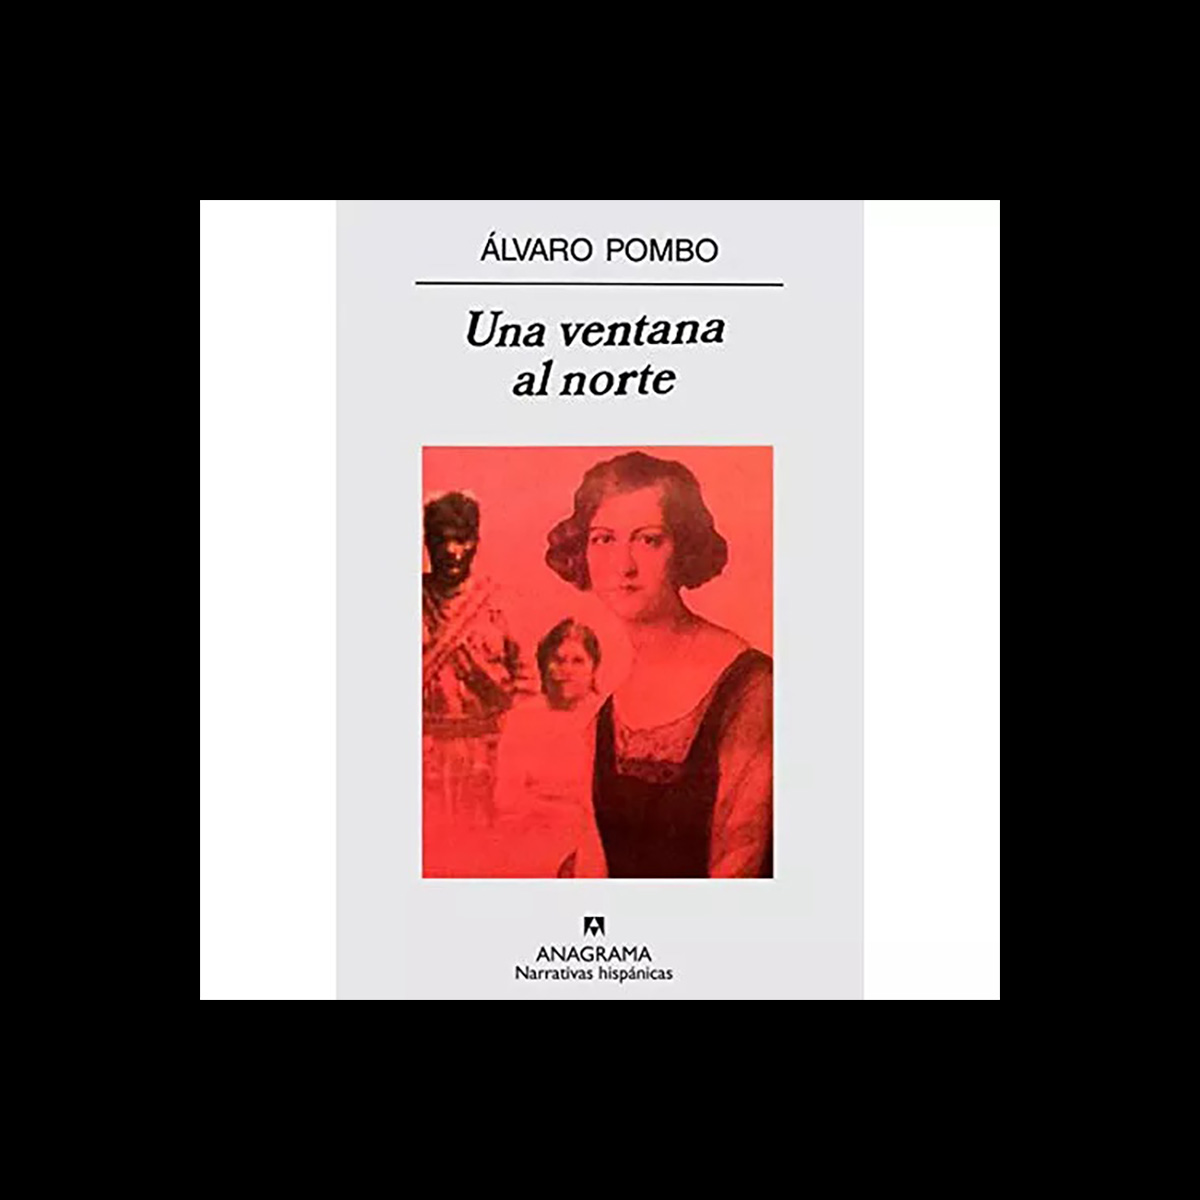 ÁLVARO POMBO
Una ventana
al norte
ANAGRAMA
Narrativas hispánicas